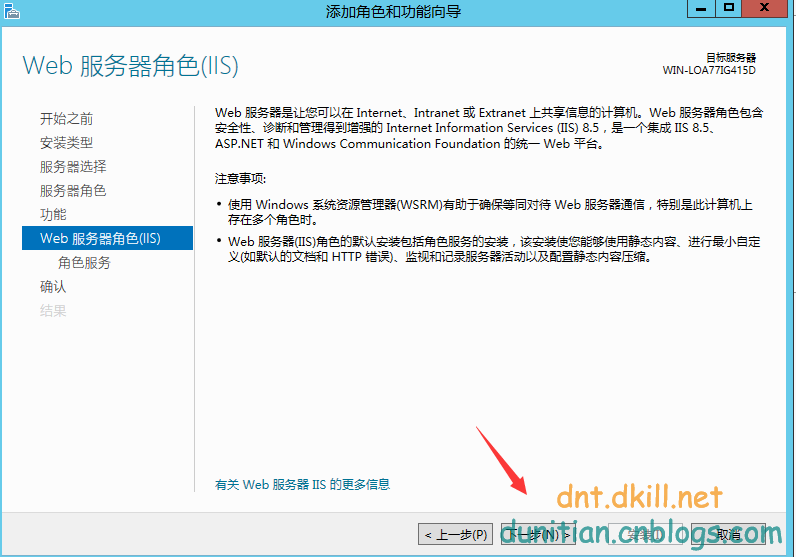 添加角色和功能向导
Web 服务器角色(IIS)
目标服务器
WIN-LOA77IG415D
开始之前
安装类型
服务器选择
服务器角色
功能
Web 服务器角色(IIS)
角色服务
确认
结果
Web 服务器是让您可以在 Internet、Intranet 或 Extranet 上共享信息的计算机。Web 服务器角色包含
安全性、诊断和管理得到增强的 Internet Information Services (IIS) 8.5，是一个集成 IIS 8.5、
ASP.NET 和 Windows Communication Foundation 的统一 Web 平台。
注意事项:
• 使用 Windows 系统资源管理器(WSRM)有助于确保等同对待 Web 服务器通信，特别是此计算机上
存在多个角色时。
• Web 服务器(IIS)角色的默认安装包括角色服务的安装，该安装使您能够使用静态内容、进行最小自定
义(如默认的文档和 HTTP 错误)、监视和记录服务器活动以及配置静态内容压缩。
有关 Web 服务器 IIS 的更多信息
dnt.dkill.net
< 上一步(P)
下一步(N) >
取消
dunitian.cnblogs.com